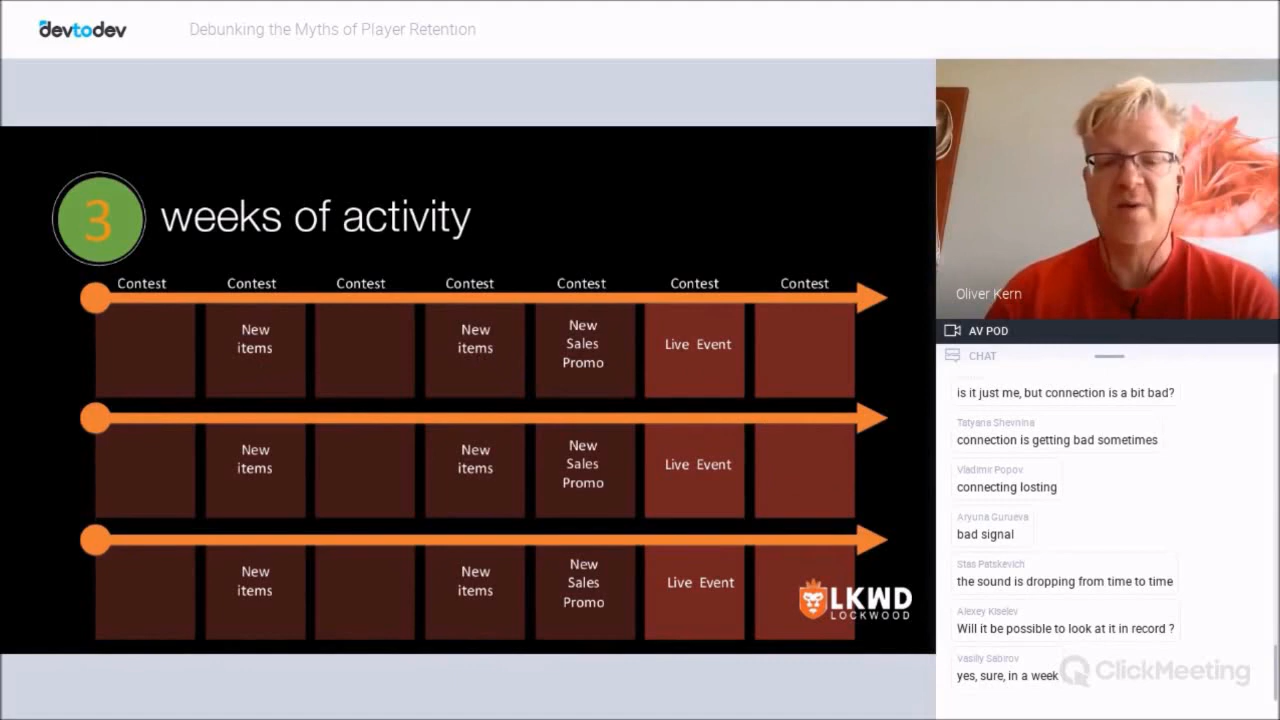 devtodev
Debunking the Myths of Player Retention
3 weeks of activity
Contest Contest Contest Contest Contest Contest Contest
New
items
New
items
New
Sales
Promo
Live Event
New
items
New
items
New
Sales
Promo
Live Event
New
items
New
items
New
Sales
Promo
Live Event
LKWD
LOCKWOOD
Oliver Kern
AV POD
CHAT
is it just me, but connection is a bit bad?
Tatyana Shevnina
connection is getting bad sometimes
Vladimir Popov
connecting losting
Aryuna Gurueva
bad signal
Stas Patskevich
the sound is dropping from time to time
Alexey Kiselev
Will it be possible to look at it in record ?
Vasiliy Sabirov
yes, sure, in a week
ClickMeeting